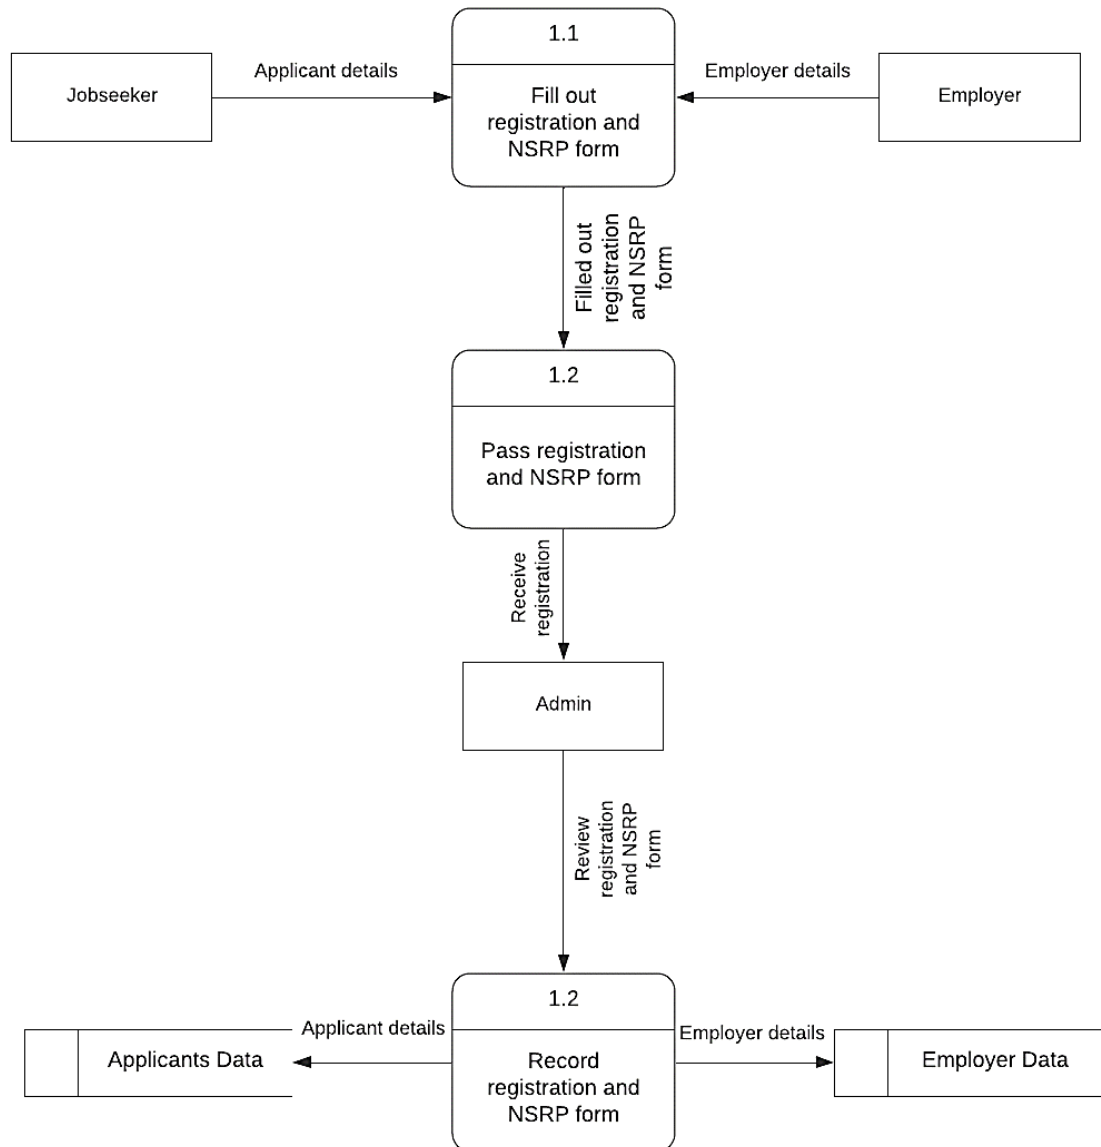 1.1
Applicant details
Employer details
Jobseeker
Fill out
registration and
NSRP form
Employer
Filled out
registration
and NSRP
form
1.2
Pass registration
and NSRP form
Receive
registration
Admin
Review
registration
and NSRP
form
1.2
Applicant details
Employer details
Applicants Data
Record
registration and
NSRP form
Employer Data